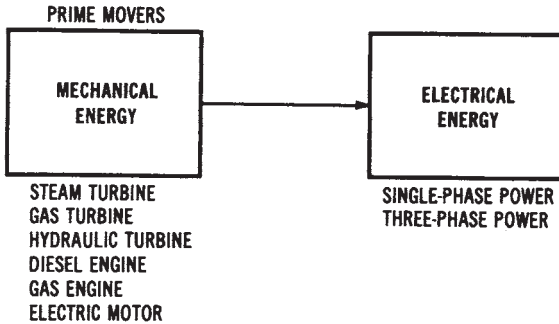 PRIME MOVERS
MECHANICAL
ENERGY
ELECTRICAL
ENERGY
STEAM TURBINE
GAS TURBINE
HYDRAULIC TURBINE
DIESEL ENGINE
GAS ENGINE
ELECTRIC MOTOR
SINGLE-PHASE POWER
THREE-PHASE POWER